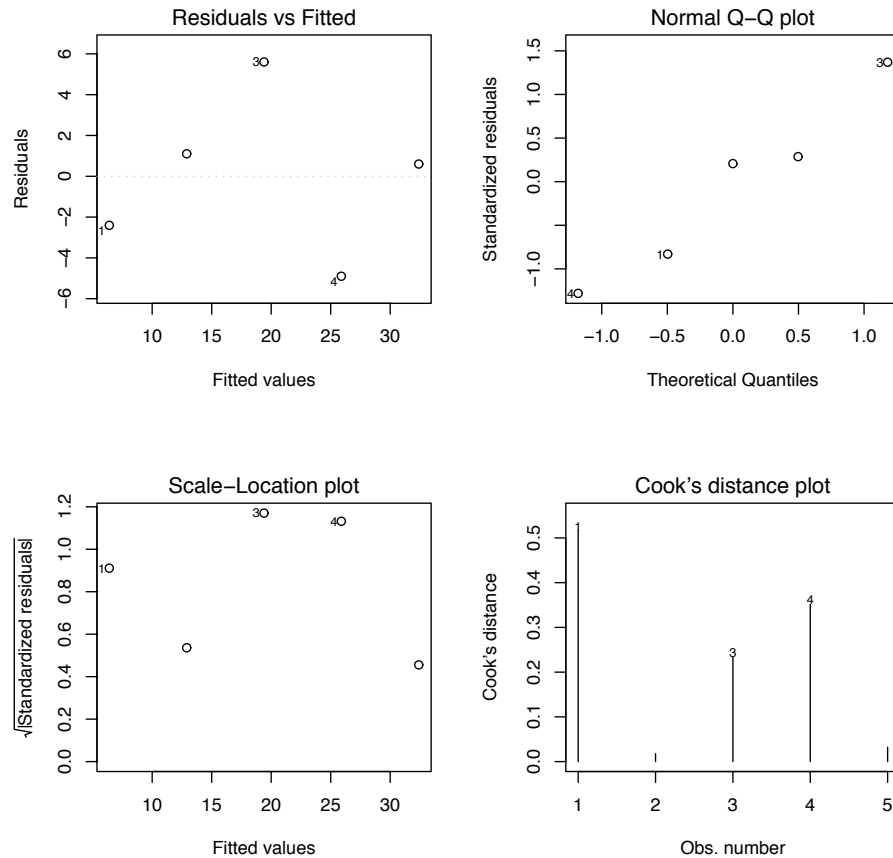 Residuals vs Fitted
Residuals
6
4
2
0
−2
−4
−6
3
1
4
10 15 20 25 30
Fitted values
Normal Q−Q plot
Standardized residuals
1.5
1.0
0.5
0.0
−1.0
3
1
4
−1.0 −0.5 0.0 0.5 1.0
Theoretical Quantiles
Scale−Location plot
√|Standardized residuals|
1.2
1.0
0.8
0.6
0.4
0.2
0.0
3
4
1
10 15 20 25 30
Fitted values
Cook's distance plot
Cook's distance
0.5
0.4
0.3
0.2
0.1
0.0
1
4
3
1 2 3 4 5
Obs. number